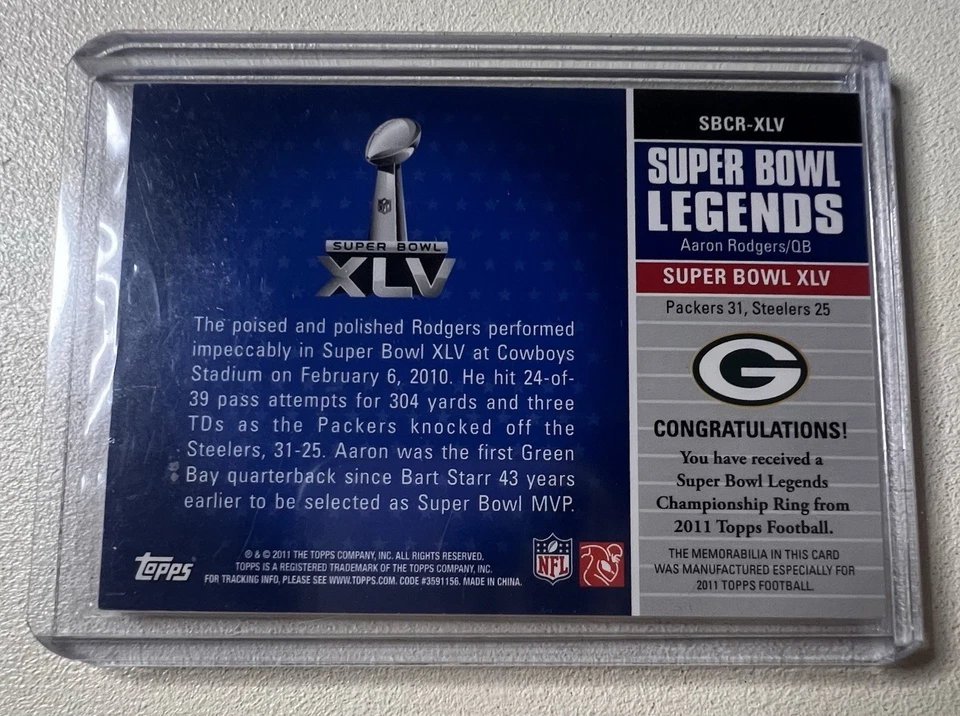 SUPER BOWL
XLV
The poised and polished Rodgers performed
impeccably in Super Bowl XLV at Cowboys
Stadium on February 6, 2010. He hit 24-of-
39 pass attempts for 304 yards and three
TDs as the Packers knocked off the
Steelers, 31-25. Aaron was the first Green
Bay quarterback since Bart Starr 43 years
earlier to be selected as Super Bowl MVP.
TOPPS
® & © 2011 THE TOPPS COMPANY, INC. ALL RIGHTS RESERVED.
TOPPS IS A REGISTERED TRADEMARK OF THE TOPPS COMPANY, INC.
FOR TRACKING INFO, PLEASE SEE WWW.TOPPS.COM. CODE #3591156. MADE IN CHINA.
NFL
SBCR-XLV
SUPER BOWL
LEGENDS
Aaron Rodgers/QB
SUPER BOWL XLV
Packers 31, Steelers 25
G
CONGRATULATIONS!
You have received a
Super Bowl Legends
Championship Ring from
2011 Topps Football.
THE MEMORABILIA IN THIS CARD
WAS MANUFACTURED ESPECIALLY FOR
2011 TOPPS FOOTBALL.